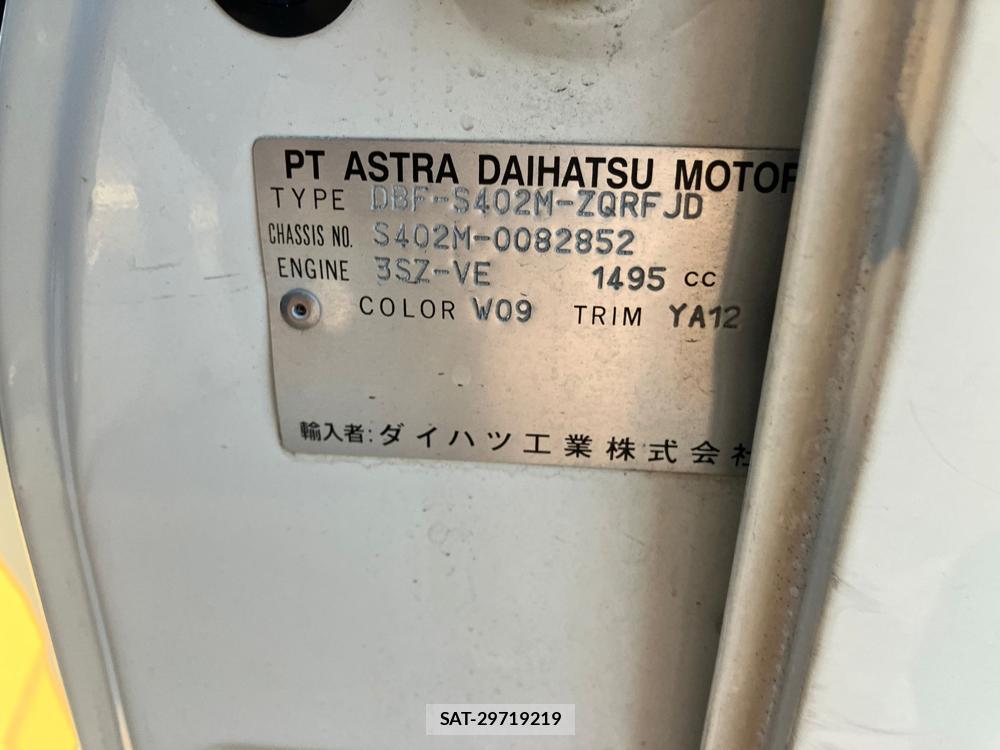 PT ASTRA DAIHATSU MOTOR
TYPE DBF-S402M-ZQRFJD
CHASSIS NO. S402M-0082852
ENGINE 3SZ-VE 1495 CC
COLOR W09 TRIM YA12
輸入者:ダイハツ工業株式会社
SAT-29719219